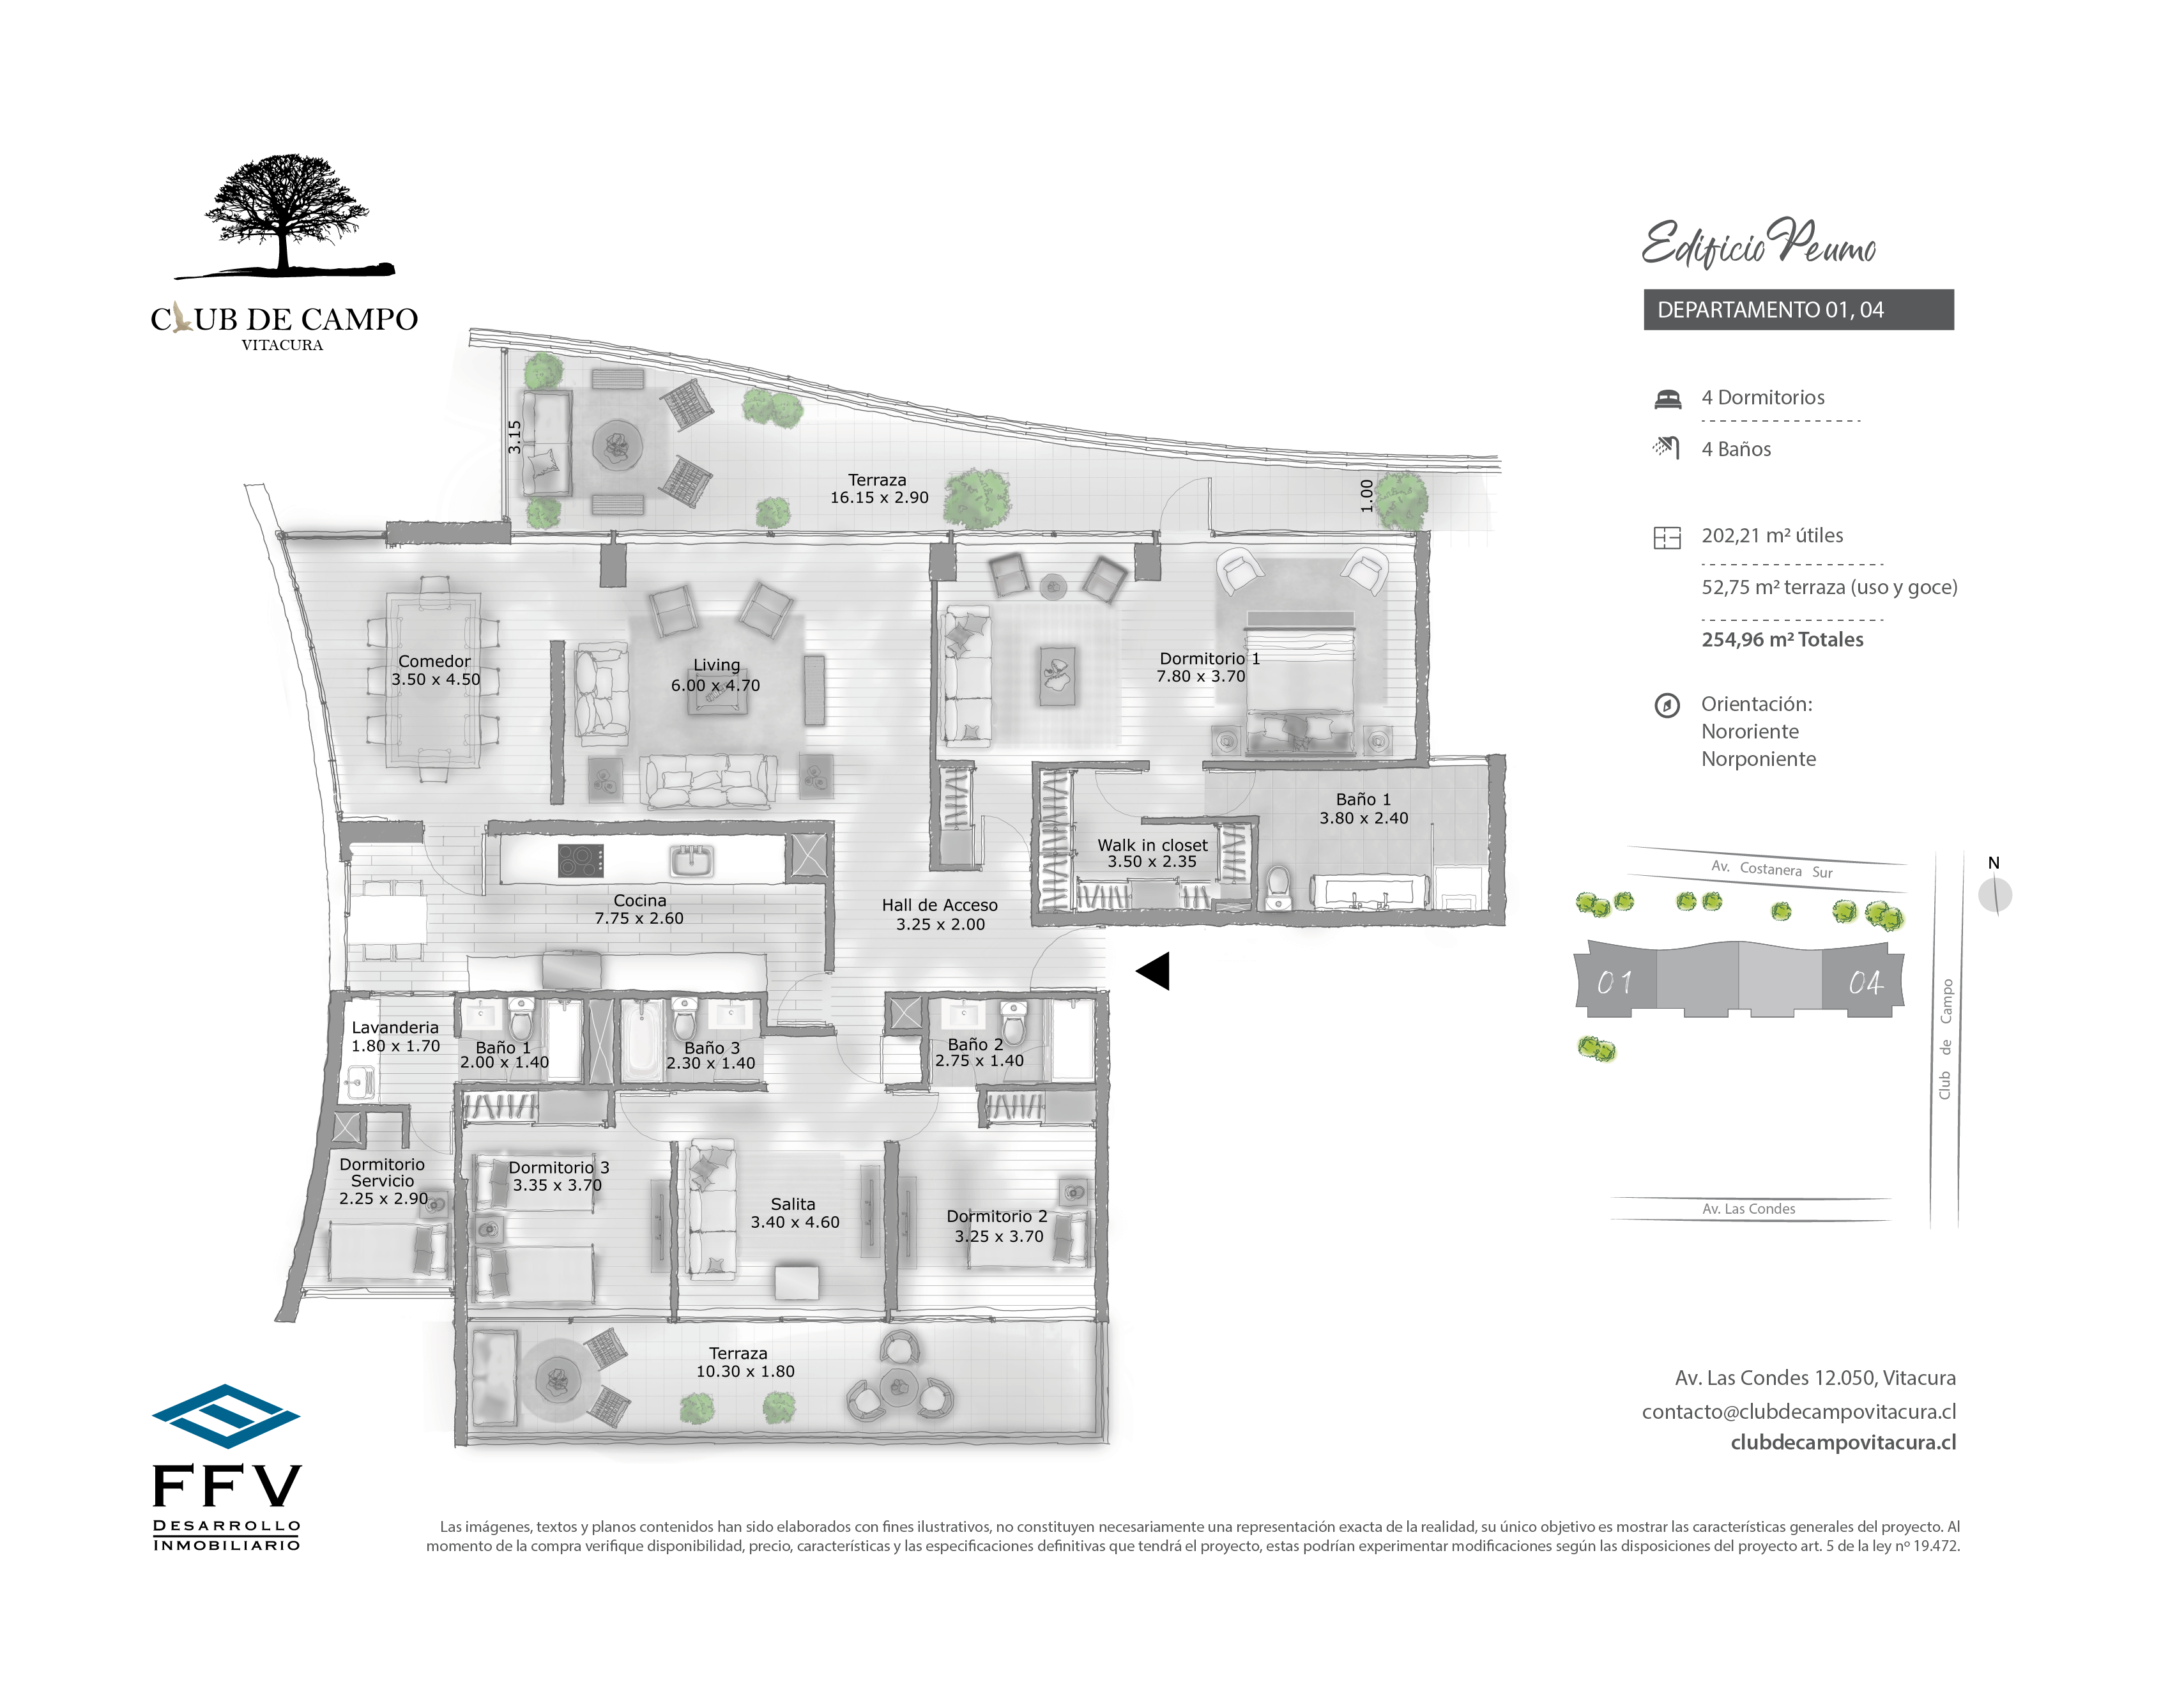 CLUB DE CAMPO
VITACURA
Edificio Peumo
DEPARTAMENTO 01, 04
4 Dormitorios
4 Baños
202,21 m² útiles
52,75 m² terraza (uso y goce)
254,96 m² Totales
Orientación:
Nororiente
Norponiente
3.15
Terraza
16.15 x 2.90
1.00
Comedor
3.50 x 4.50
Living
6.00 x 4.70
Dormitorio 1
7.80 x 3.70
Baño 1
3.80 x 2.40
Walk in closet
3.50 x 2.35
Cocina
7.75 x 2.60
Hall de Acceso
3.25 x 2.00
Lavanderia
1.80 x 1.70
Baño 1
2.00 x 1.40
Baño 3
2.30 x 1.40
Baño 2
2.75 x 1.40
Dormitorio
Servicio
2.25 x 2.90
Dormitorio 3
3.35 x 3.70
Salita
3.40 x 4.60
Dormitorio 2
3.25 x 3.70
Terraza
10.30 x 1.80
Av. Costanera Sur
N
01
04
Club de Campo
Av. Las Condes
Av. Las Condes 12.050, Vitacura
contacto@clubdecampovitacura.cl
clubdecampovitacura.cl
FFV
DESARROLLO
INMOBILIARIO
Las imágenes, textos y planos contenidos han sido elaborados con fines ilustrativos, no constituyen necesariamente una representación exacta de la realidad, su único objetivo es mostrar las características generales del proyecto. Al
momento de la compra verifique disponibilidad, precio, características y las especificaciones definitivas que tendrá el proyecto, estas podrían experimentar modificaciones según las disposiciones del proyecto art. 5 de la ley nº 19.472.